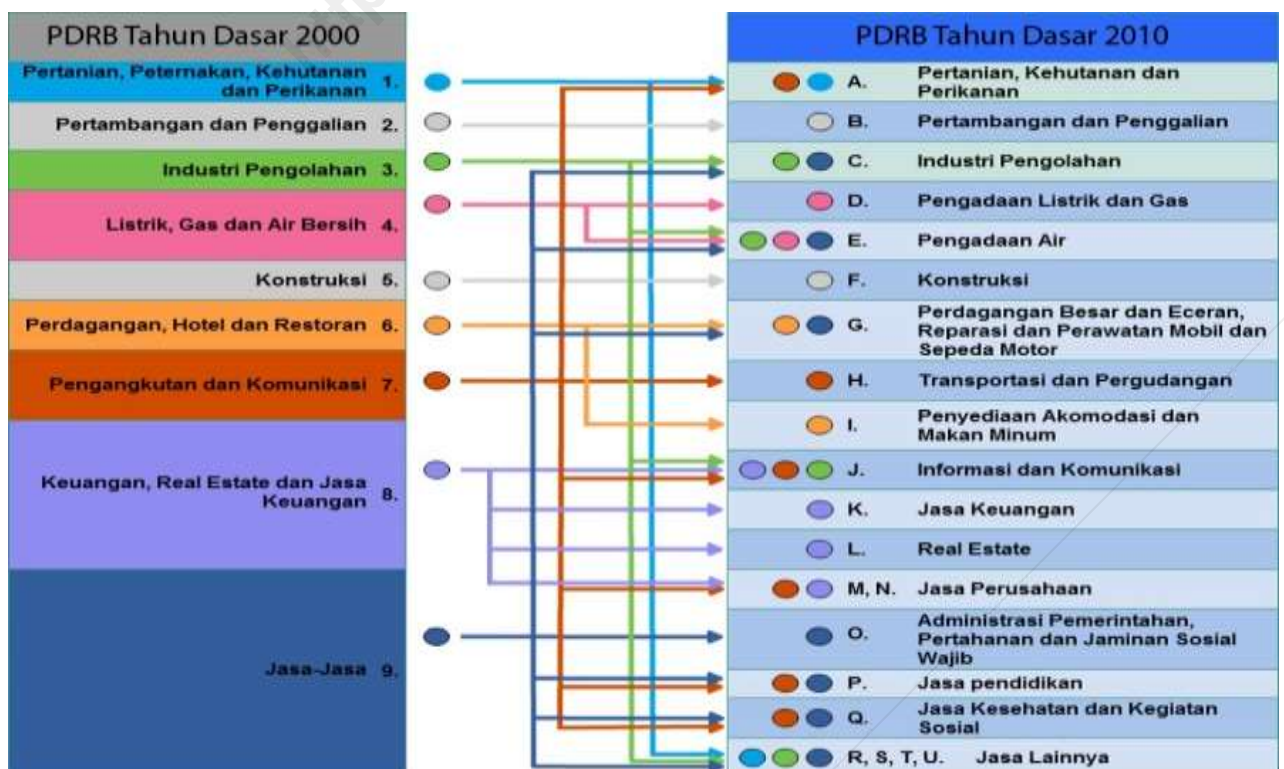 PDRB Tahun Dasar 2000
Pertanian, Peternakan, Kehutanan
dan Perikanan 1.
Pertambangan dan Penggalian 2.
Industri Pengolahan 3.
Listrik, Gas dan Air Bersih 4.
Konstruksi 5.
Perdagangan, Hotel dan Restoran 6.
Pengangkutan dan Komunikasi 7.
Keuangan, Real Estate dan Jasa
Keuangan 8.
Jasa-Jasa 9.
PDRB Tahun Dasar 2010
A. Pertanian, Kehutanan dan
Perikanan
B. Pertambangan dan Penggalian
C. Industri Pengolahan
D. Pengadaan Listrik dan Gas
E. Pengadaan Air
F. Konstruksi
G. Perdagangan Besar dan Eceran,
Reparasi dan Perawatan Mobil dan
Sepeda Motor
H. Transportasi dan Pergudangan
I. Penyediaan Akomodasi dan
Makan Minum
J. Informasi dan Komunikasi
K. Jasa Keuangan
L. Real Estate
M, N. Jasa Perusahaan
O. Administrasi Pemerintahan,
Pertahanan dan Jaminan Sosial
Wajib
P. Jasa pendidikan
Q. Jasa Kesehatan dan Kegiatan
Sosial
R, S, T, U. Jasa Lainnya